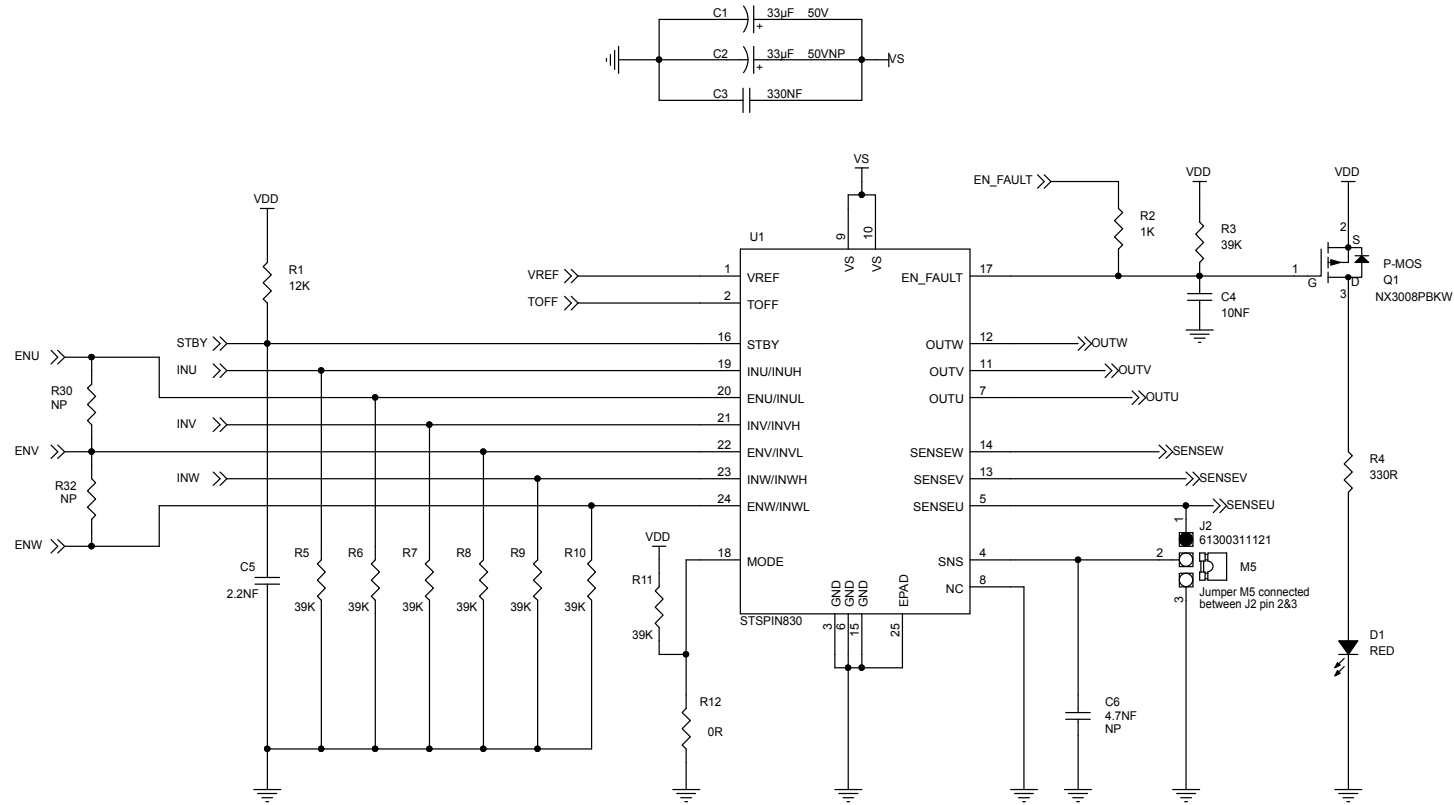 C1 33µF 50V
+
C2 33µF 50VNP VS
+
C3 330NF
VS
EN_FAULT
VDD
VDD
VDD
R1
12K
U1
9
10
VS
VS
R2
1K
R3
39K
2
S
1
G
D
3
P-MOS
Q1
NX3008PBKW
VREF 1 VREF
EN_FAULT 17
TOFF 2 TOFF
C4
10NF
STBY 16 STBY
OUTW 12 OUTW
ENU
INU 19 INU/INUH
OUTV 11 OUTV
R30
NP
20 ENU/INUL
OUTU 7 OUTU
INV 21 INV/INVH
ENV 22 ENV/INVL
SENSEW 14 SENSEW
R4
330R
INW 23 INW/INWH
SENSEV 13 SENSEV
R32
NP
24 ENW/INWL
SENSEU 5 SENSEU
ENW
1
J2
61300311121
VDD
R5 R6 R7 R8 R9 R10
18 MODE
SNS 4
2
M5
C5
2.2NF
R11
39K
NC 8
Jumper M5 connected
between J2 pin 2&3
3
39K 39K 39K 39K 39K 39K
GND
GND
GND
EPAD
STSPIN830
3
6
15
25
D1
RED
R12
0R
C6
4.7NF
NP